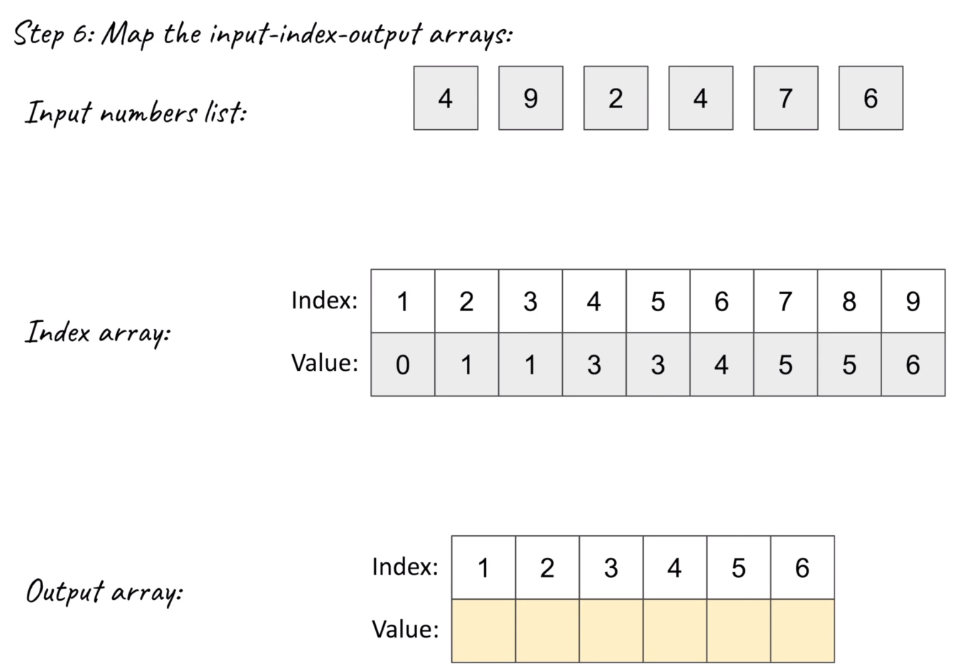 Step 6: Map the input-index-output arrays:
Input numbers list: 4 9 2 4 7 6
Index: 1 2 3 4 5 6 7 8 9
Index array:
Value: 0 1 1 3 3 4 5 5 6
Index: 1 2 3 4 5 6
Output array:
Value: